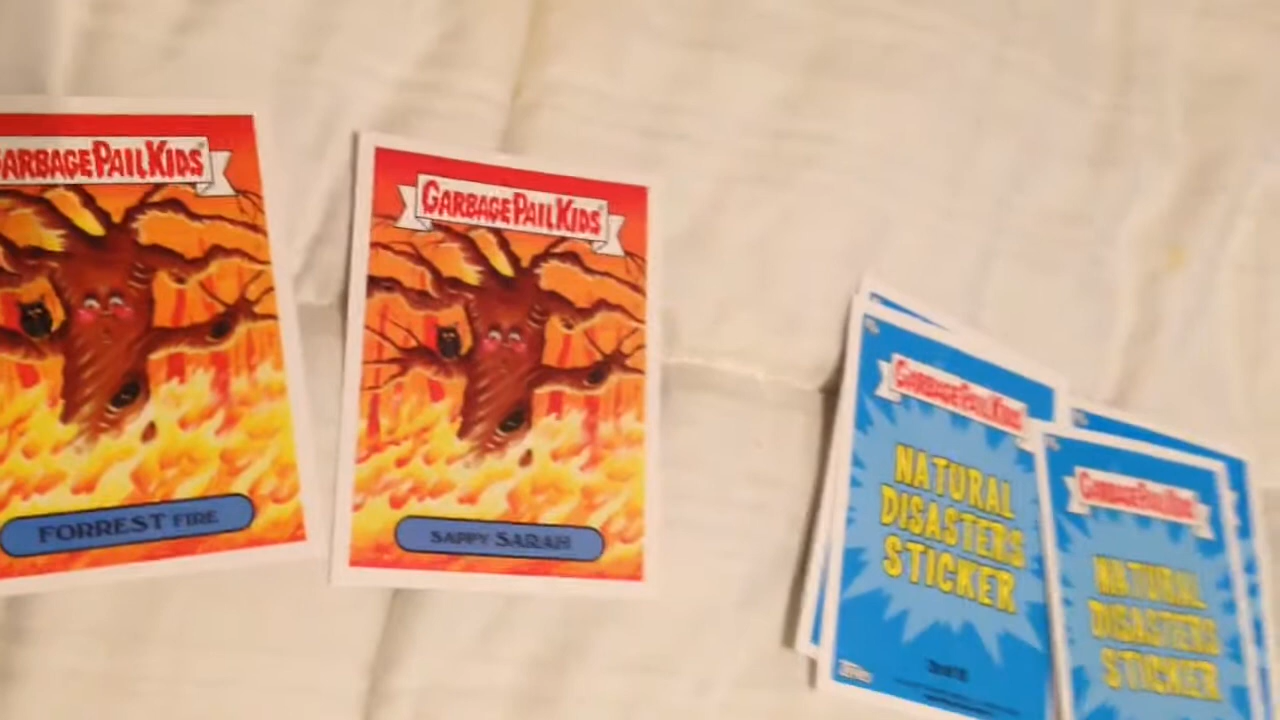 GARBAGE PAIL KIDS
FORREST FIRE
GARBAGE PAIL KIDS
SAPPY SARAH
GARBAGE PAIL KIDS
NATURAL
DISASTERS
STICKER
GARBAGE PAIL KIDS
NATURAL
DISASTERS
STICKER